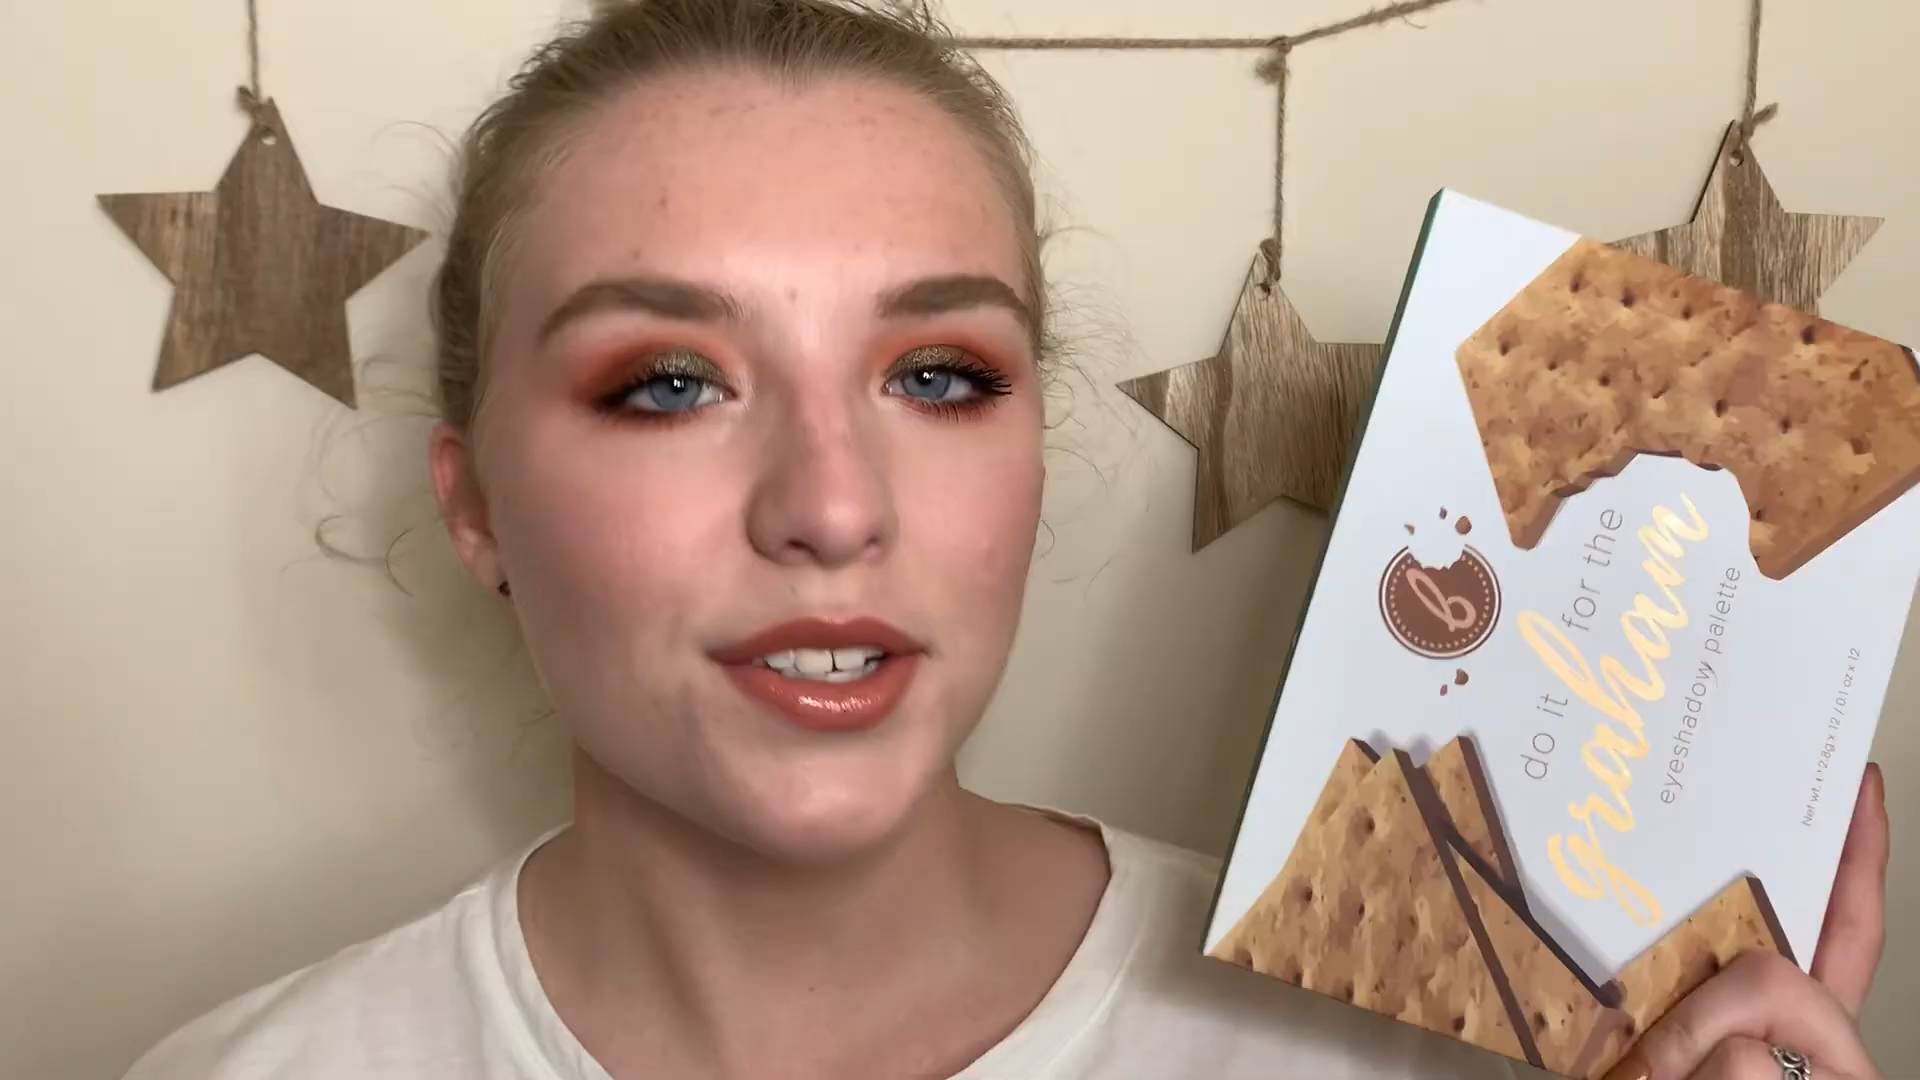 b
do it for the
graham
eyeshadow palette
Net wt. ℮ 2.8g x 12 / 0.1 oz x 12